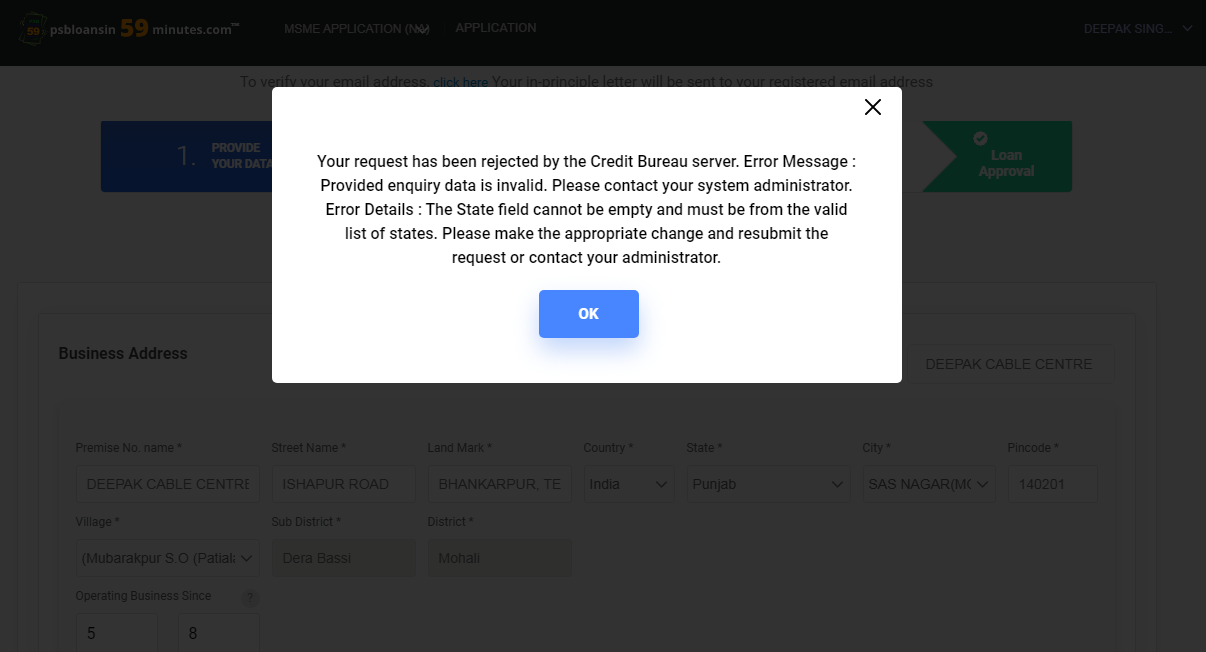 psbloansin 59 minutes.com™
MSME APPLICATION
APPLICATION
DEEPAK SING...
To verify your email address, click here Your in-principle letter will be sent to your registered email address
1. PROVIDE
YOUR DATA
Loan
Approval
Your request has been rejected by the Credit Bureau server. Error Message :
Provided enquiry data is invalid. Please contact your system administrator.
Error Details : The State field cannot be empty and must be from the valid
list of states. Please make the appropriate change and resubmit the
request or contact your administrator.
OK
Business Address
DEEPAK CABLE CENTRE
Premise No. name * Street Name * Land Mark * Country * State * City * Pincode *
DEEPAK CABLE CENTRE ISHAPUR ROAD BHANKARPUR, TE India Punjab SAS NAGAR(MO 140201
Village * Sub District * District *
(Mubarakpur S.O (Patiala Dera Bassi Mohali
Operating Business Since ?
5 8